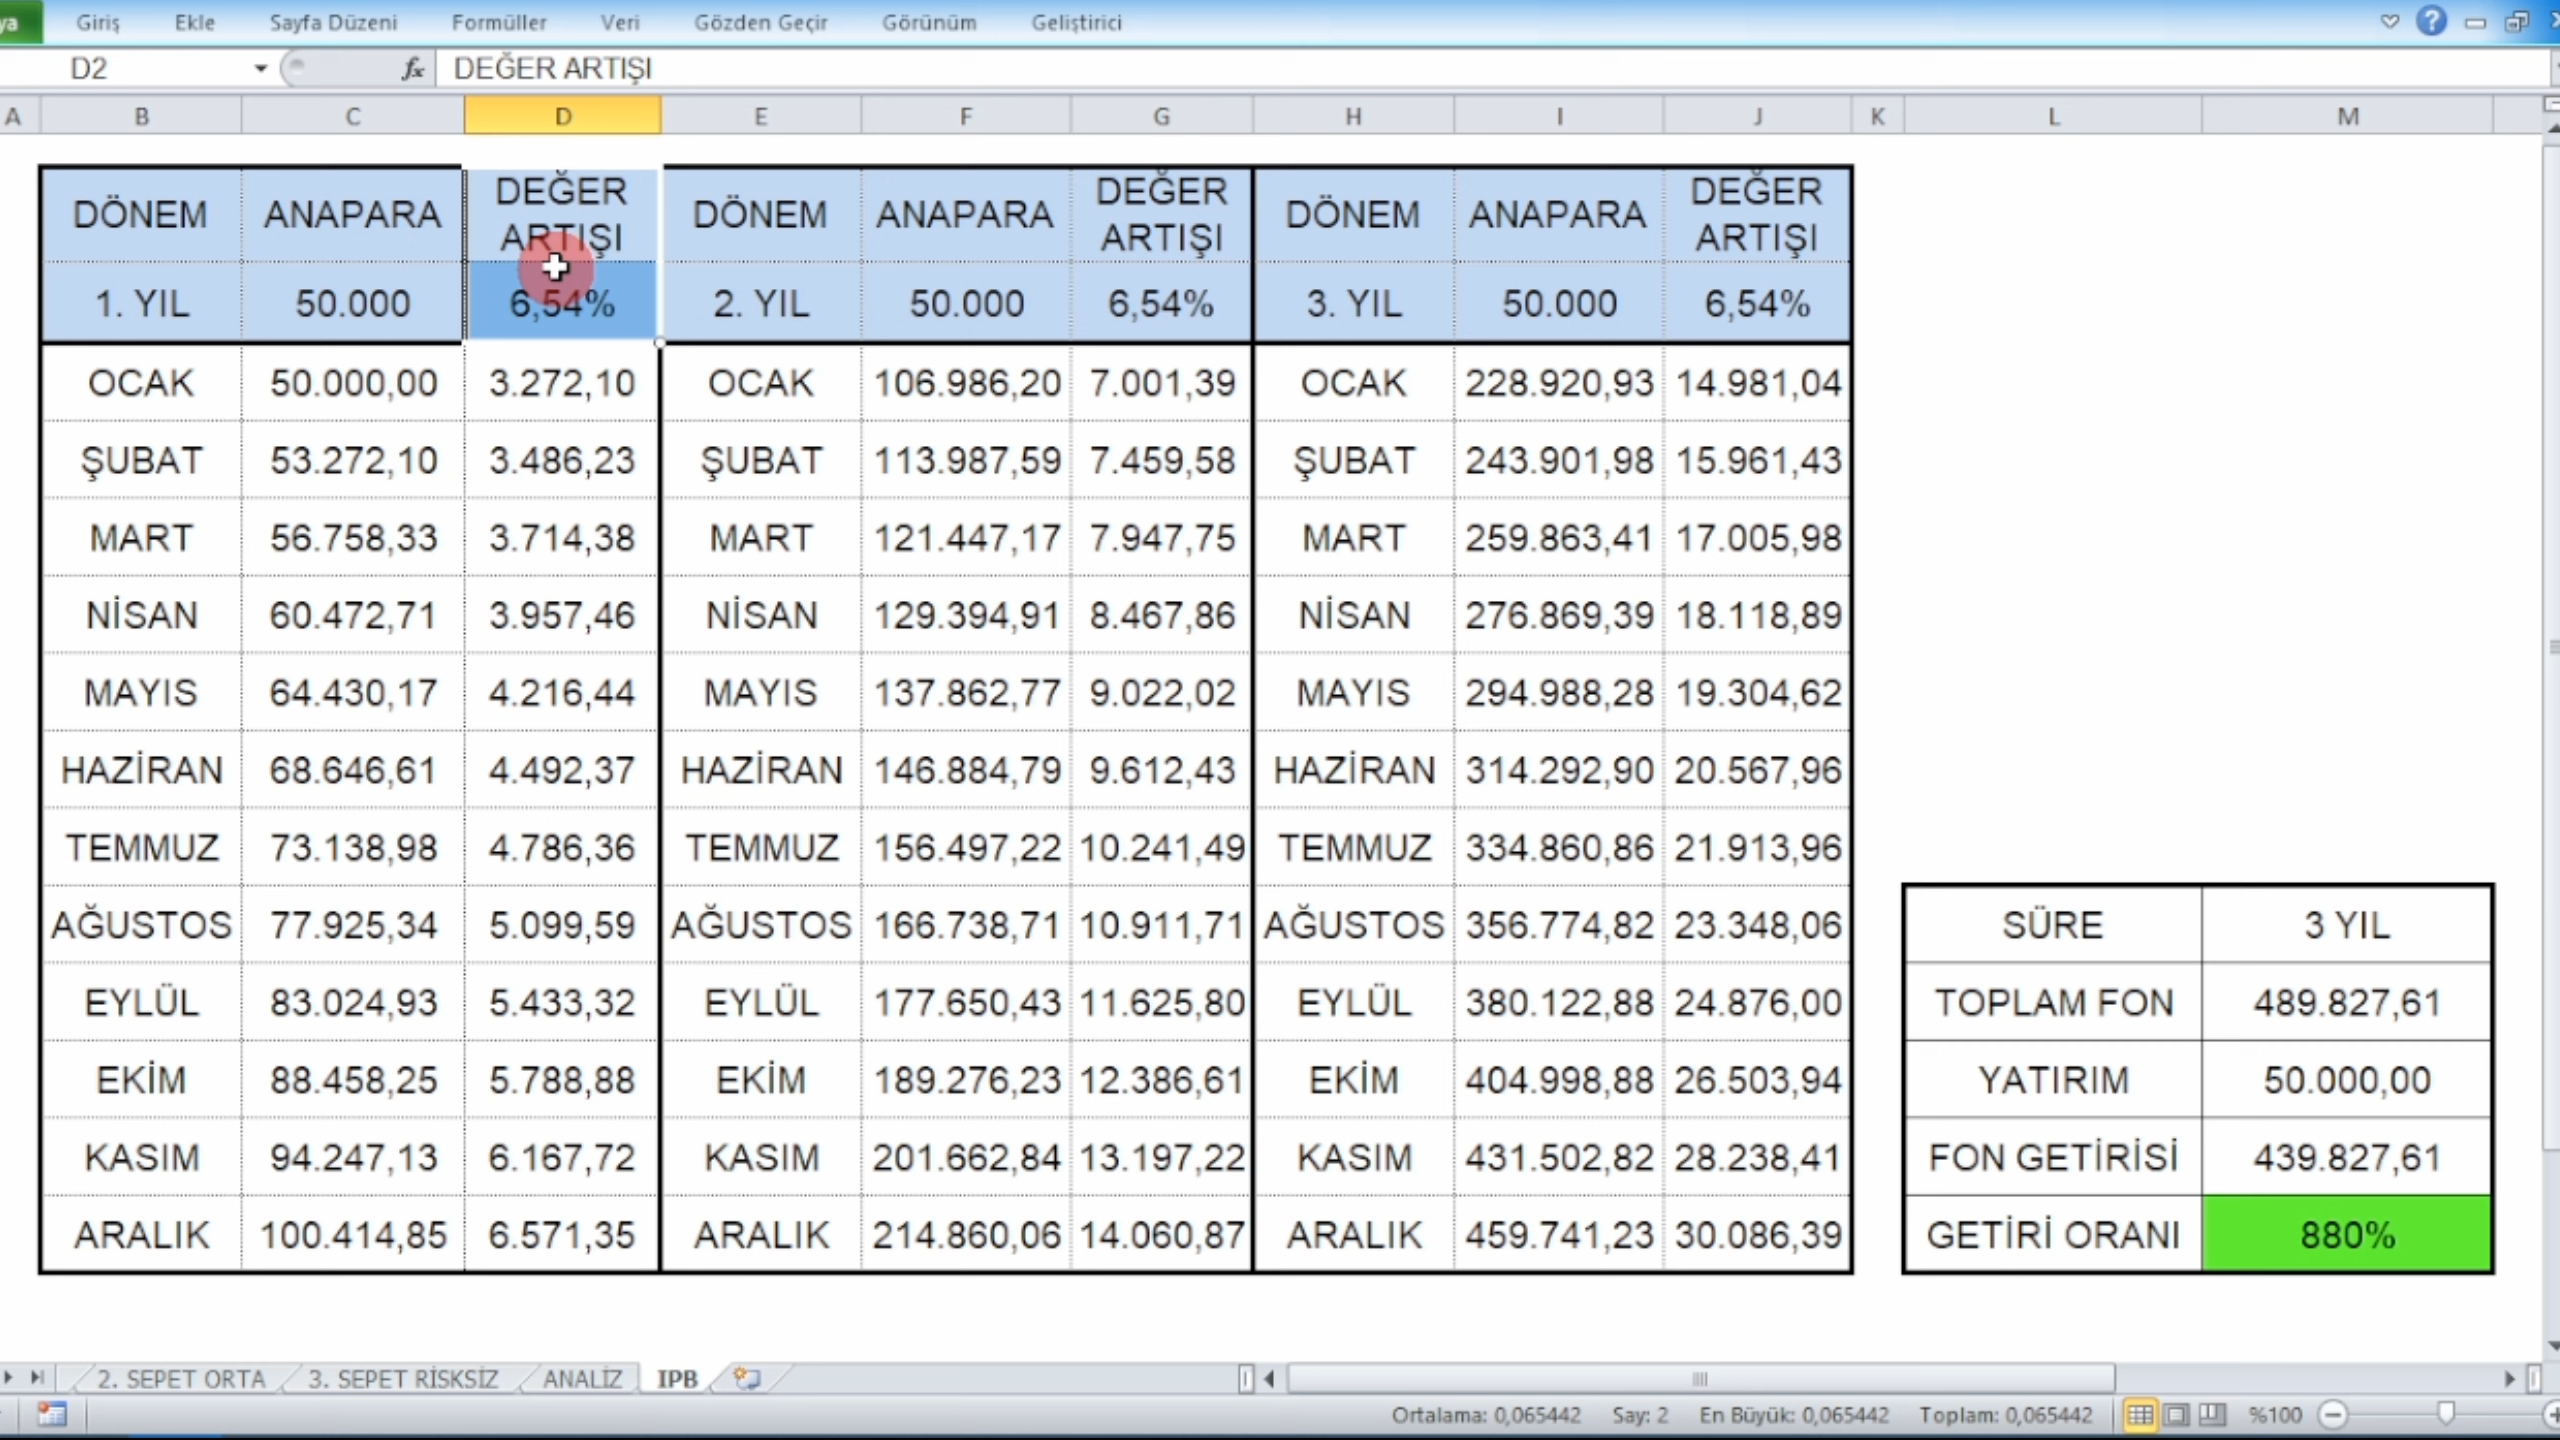 ya Giriş Ekle Sayfa Düzeni Formüller Veri Gözden Geçir Görünüm Geliştirici
D2 fx DEĞER ARTIŞI
A B C D E F G H I J K L M
DÖNEM ANAPARA DEĞER ARTIŞI DÖNEM ANAPARA DEĞER ARTIŞI DÖNEM ANAPARA DEĞER ARTIŞI
1. YIL 50.000 6,54% 2. YIL 50.000 6,54% 3. YIL 50.000 6,54%
OCAK 50.000,00 3.272,10 OCAK 106.986,20 7.001,39 OCAK 228.920,93 14.981,04
ŞUBAT 53.272,10 3.486,23 ŞUBAT 113.987,59 7.459,58 ŞUBAT 243.901,98 15.961,43
MART 56.758,33 3.714,38 MART 121.447,17 7.947,75 MART 259.863,41 17.005,98
NİSAN 60.472,71 3.957,46 NİSAN 129.394,91 8.467,86 NİSAN 276.869,39 18.118,89
MAYIS 64.430,17 4.216,44 MAYIS 137.862,77 9.022,02 MAYIS 294.988,28 19.304,62
HAZİRAN 68.646,61 4.492,37 HAZİRAN 146.884,79 9.612,43 HAZİRAN 314.292,90 20.567,96
TEMMUZ 73.138,98 4.786,36 TEMMUZ 156.497,22 10.241,49 TEMMUZ 334.860,86 21.913,96
AĞUSTOS 77.925,34 5.099,59 AĞUSTOS 166.738,71 10.911,71 AĞUSTOS 356.774,82 23.348,06 SÜRE 3 YIL
EYLÜL 83.024,93 5.433,32 EYLÜL 177.650,43 11.625,80 EYLÜL 380.122,88 24.876,00 TOPLAM FON 489.827,61
EKİM 88.458,25 5.788,88 EKİM 189.276,23 12.386,61 EKİM 404.998,88 26.503,94 YATIRIM 50.000,00
KASIM 94.247,13 6.167,72 KASIM 201.662,84 13.197,22 KASIM 431.502,82 28.238,41 FON GETİRİSİ 439.827,61
ARALIK 100.414,85 6.571,35 ARALIK 214.860,06 14.060,87 ARALIK 459.741,23 30.086,39 GETİRİ ORANI 880%
2. SEPET ORTA 3. SEPET RİSKSİZ ANALİZ IPB
Ortalama: 0,065442 Say: 2 En Büyük: 0,065442 Toplam: 0,065442 %100